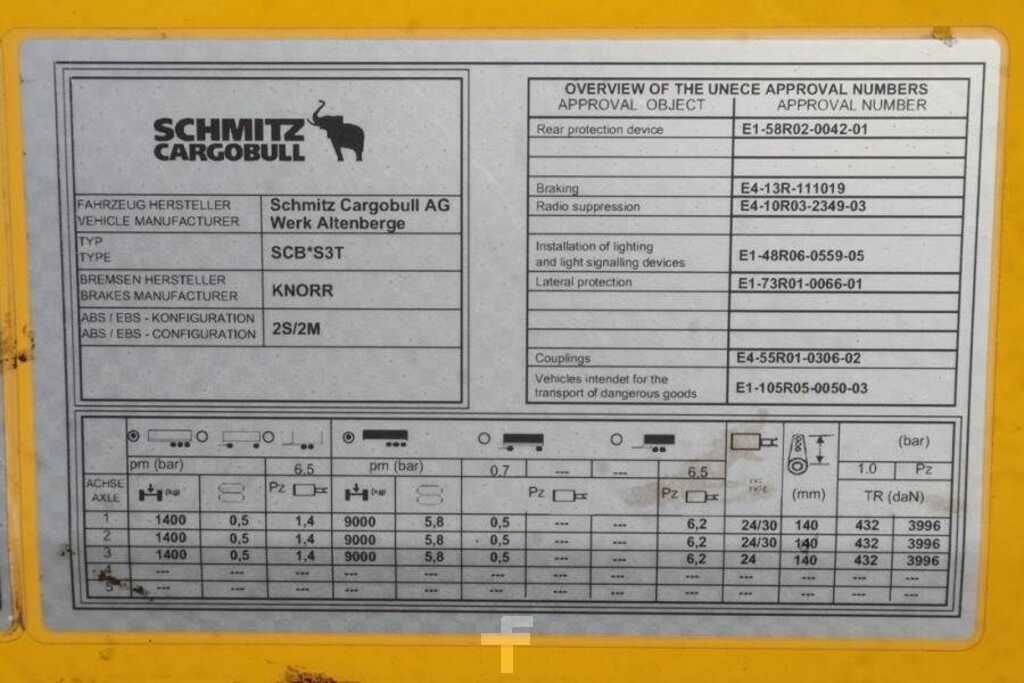 SCHMITZ
CARGOBULL
FAHRZEUG HERSTELLER
VEHICLE MANUFACTURER
Schmitz Cargobull AG
Werk Altenberge
TYP
TYPE
SCB*S3T
BREMSEN HERSTELLER
BRAKES MANUFACTURER
KNORR
ABS / EBS - KONFIGURATION
ABS / EBS - CONFIGURATION
2S/2M
OVERVIEW OF THE UNECE APPROVAL NUMBERS
APPROVAL OBJECT APPROVAL NUMBER
Rear protection device E1-58R02-0042-01
Braking E4-13R-111019
Radio suppression E4-10R03-2349-03
Installation of lighting
and light signalling devices E1-48R06-0559-05
Lateral protection E1-73R01-0066-01
Couplings E4-55R01-0306-02
Vehicles intendet for the
transport of dangerous goods E1-105R05-0050-03
(bar)
pm (bar) 6.5 pm (bar) 0.7 --- --- 6.5 1.0 Pz
ACHSE
AXLE
(kg) Pz (kg) Pz Pz (mm) TR (daN)
1 1400 0,5 1,4 9000 5,8 0,5 --- --- 6,2 24/30 140 432 3996
2 1400 0,5 1,4 9000 5,8 0,5 --- --- 6,2 24/30 140 432 3996
3 1400 0,5 1,4 9000 5,8 0,5 --- --- 6,2 24 140 432 3996
4 --- --- --- --- --- --- --- --- --- --- --- --- ---
5 --- --- --- --- --- --- --- --- --- --- --- --- ---